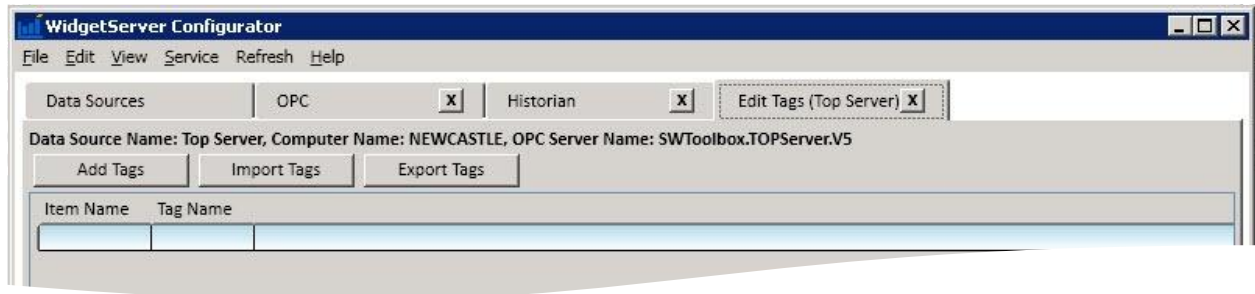 WidgetServer Configurator
File Edit View Service Refresh Help
Data Sources OPC X Historian X Edit Tags (Top Server) X
Data Source Name: Top Server, Computer Name: NEWCASTLE, OPC Server Name: SWToolbox.TOPServer.V5
Add Tags Import Tags Export Tags
Item Name Tag Name